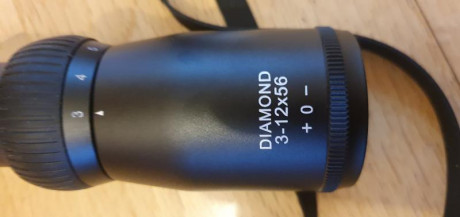 DIAMOND
3-12x56
+ 0 -
3
4